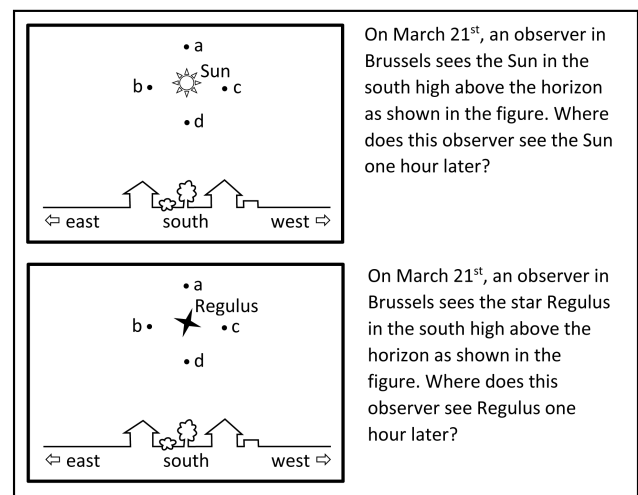 a
Sun
b
c
d
⇦ east south west ⇨
On March 21st, an observer in
Brussels sees the Sun in the
south high above the horizon
as shown in the figure. Where
does this observer see the Sun
one hour later?
a
Regulus
b
c
d
⇦ east south west ⇨
On March 21st, an observer in
Brussels sees the star Regulus
in the south high above the
horizon as shown in the
figure. Where does this
observer see Regulus one
hour later?